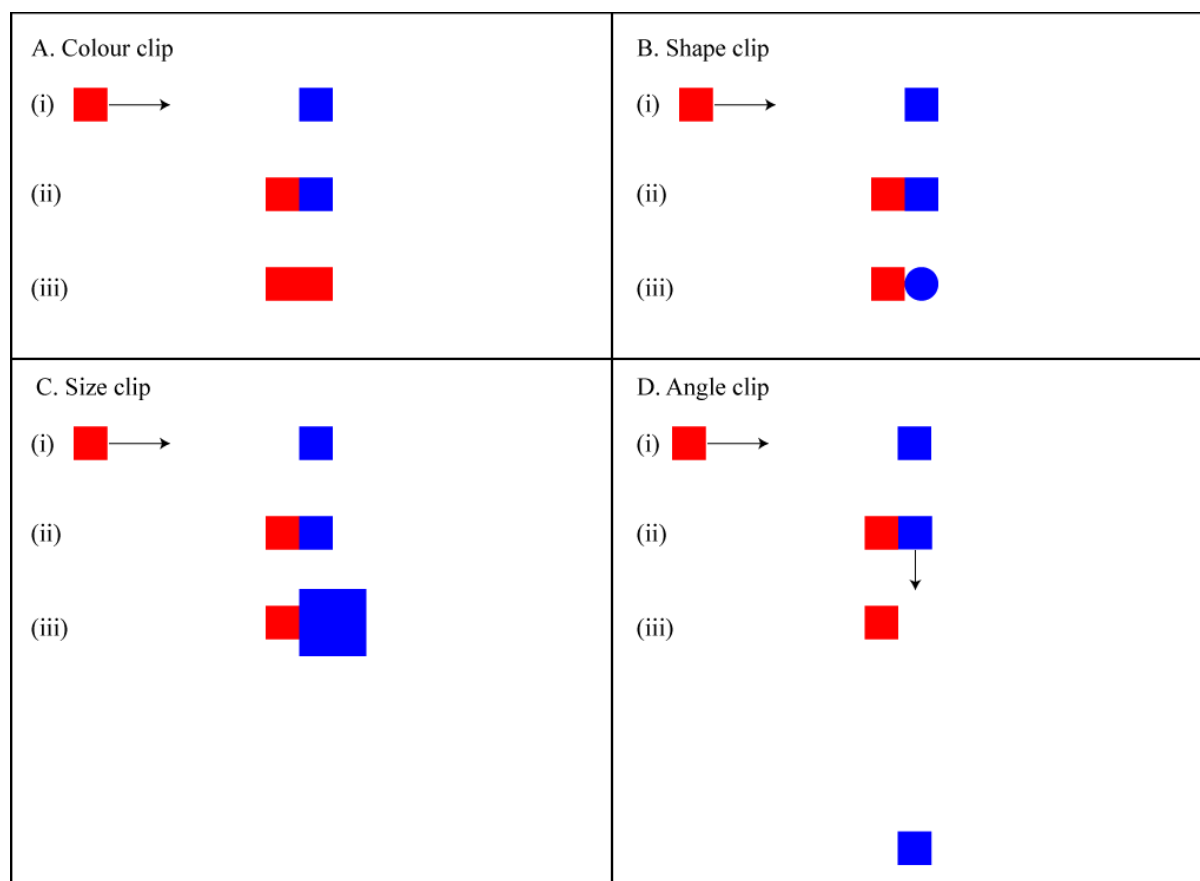 A. Colour clip
(i)
(ii)
(iii)
B. Shape clip
(i)
(ii)
(iii)
C. Size clip
(i)
(ii)
(iii)
D. Angle clip
(i)
(ii)
(iii)